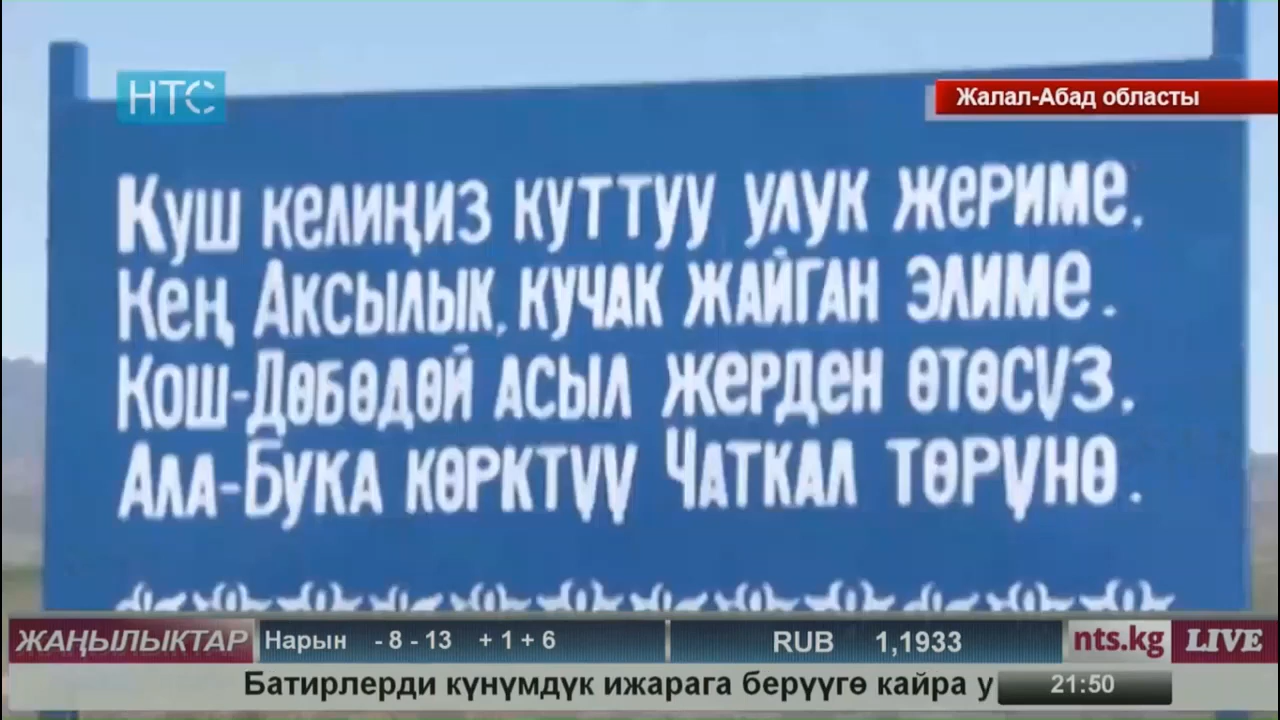 НТС
Жалал-Абад областы
Куш келиңиз куттуу улук жериме,
Кең Аксылык, кучак жайган элиме.
Кош-Дөбөдөй асыл жерден өтөсүз,
Ала-Бука көрктүү Чаткал төрүнө.
ЖАҢЫЛЫКТАР Нарын - 8 - 13 + 1 + 6 RUB 1,1933 nts.kg LIVE
Батирлерди күнүмдүк ижарага берүүгө кайра у 21:50